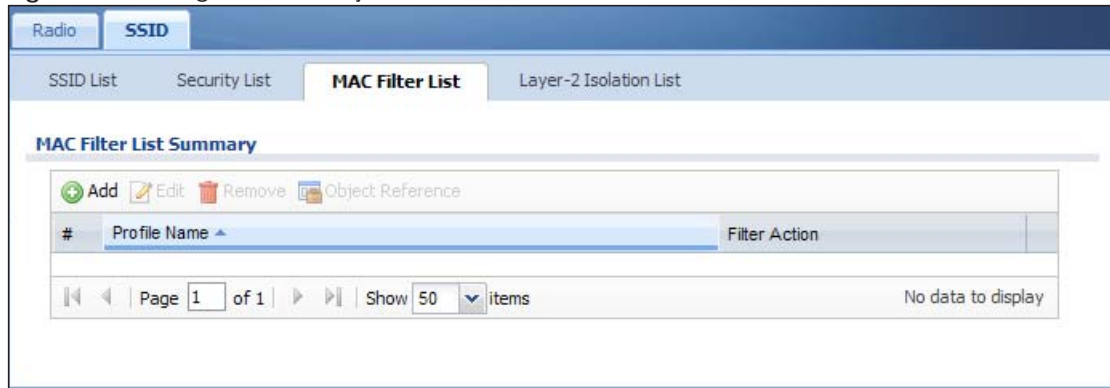 Radio SSID
SSID List Security List MAC Filter List Layer-2 Isolation List
MAC Filter List Summary
Add Edit Remove Object Reference
# Profile Name Filter Action
Page 1 of 1 Show 50 items No data to display